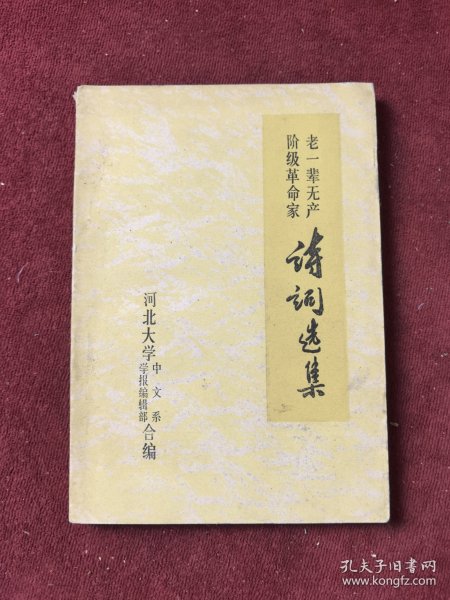 老一辈无产
阶级革命家
诗词选集
河北大学中文系
学报编辑部合编
孔夫子旧书网
www.kongfz.com